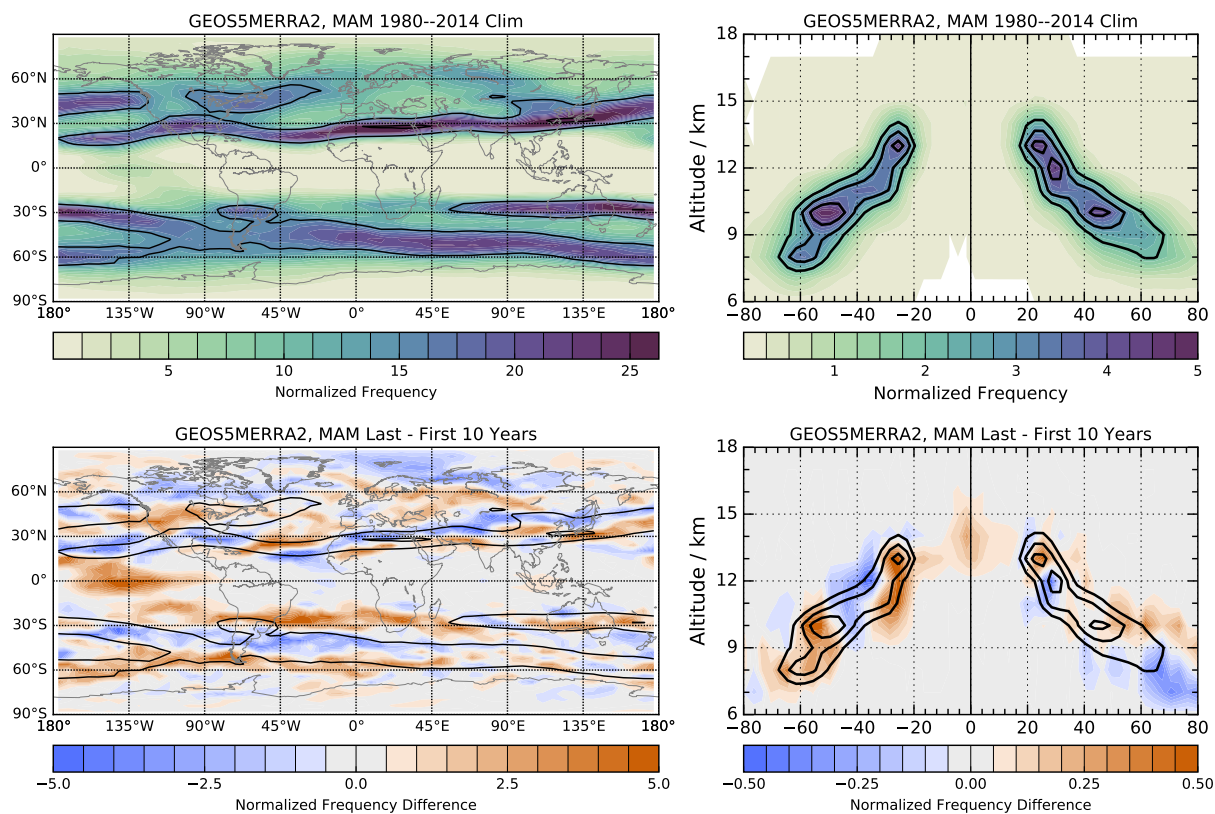 GEOS5MERRA2, MAM 1980--2014 Clim
60°N
30°N
0°
30°S
60°S
90°S
180° 135°W 90°W 45°W 0° 45°E 90°E 135°E 180°
5 10 15 20 25
Normalized Frequency
GEOS5MERRA2, MAM 1980--2014 Clim
Altitude / km
18
15
12
9
6
−80 −60 −40 −20 0 20 40 60 80
1 2 3 4 5
Normalized Frequency
GEOS5MERRA2, MAM Last - First 10 Years
60°N
30°N
0°
30°S
60°S
90°S
180° 135°W 90°W 45°W 0° 45°E 90°E 135°E 180°
−5.0 −2.5 0.0 2.5 5.0
Normalized Frequency Difference
GEOS5MERRA2, MAM Last - First 10 Years
Altitude / km
18
15
12
9
6
−80 −60 −40 −20 0 20 40 60 80
−0.50 −0.25 0.00 0.25 0.50
Normalized Frequency Difference